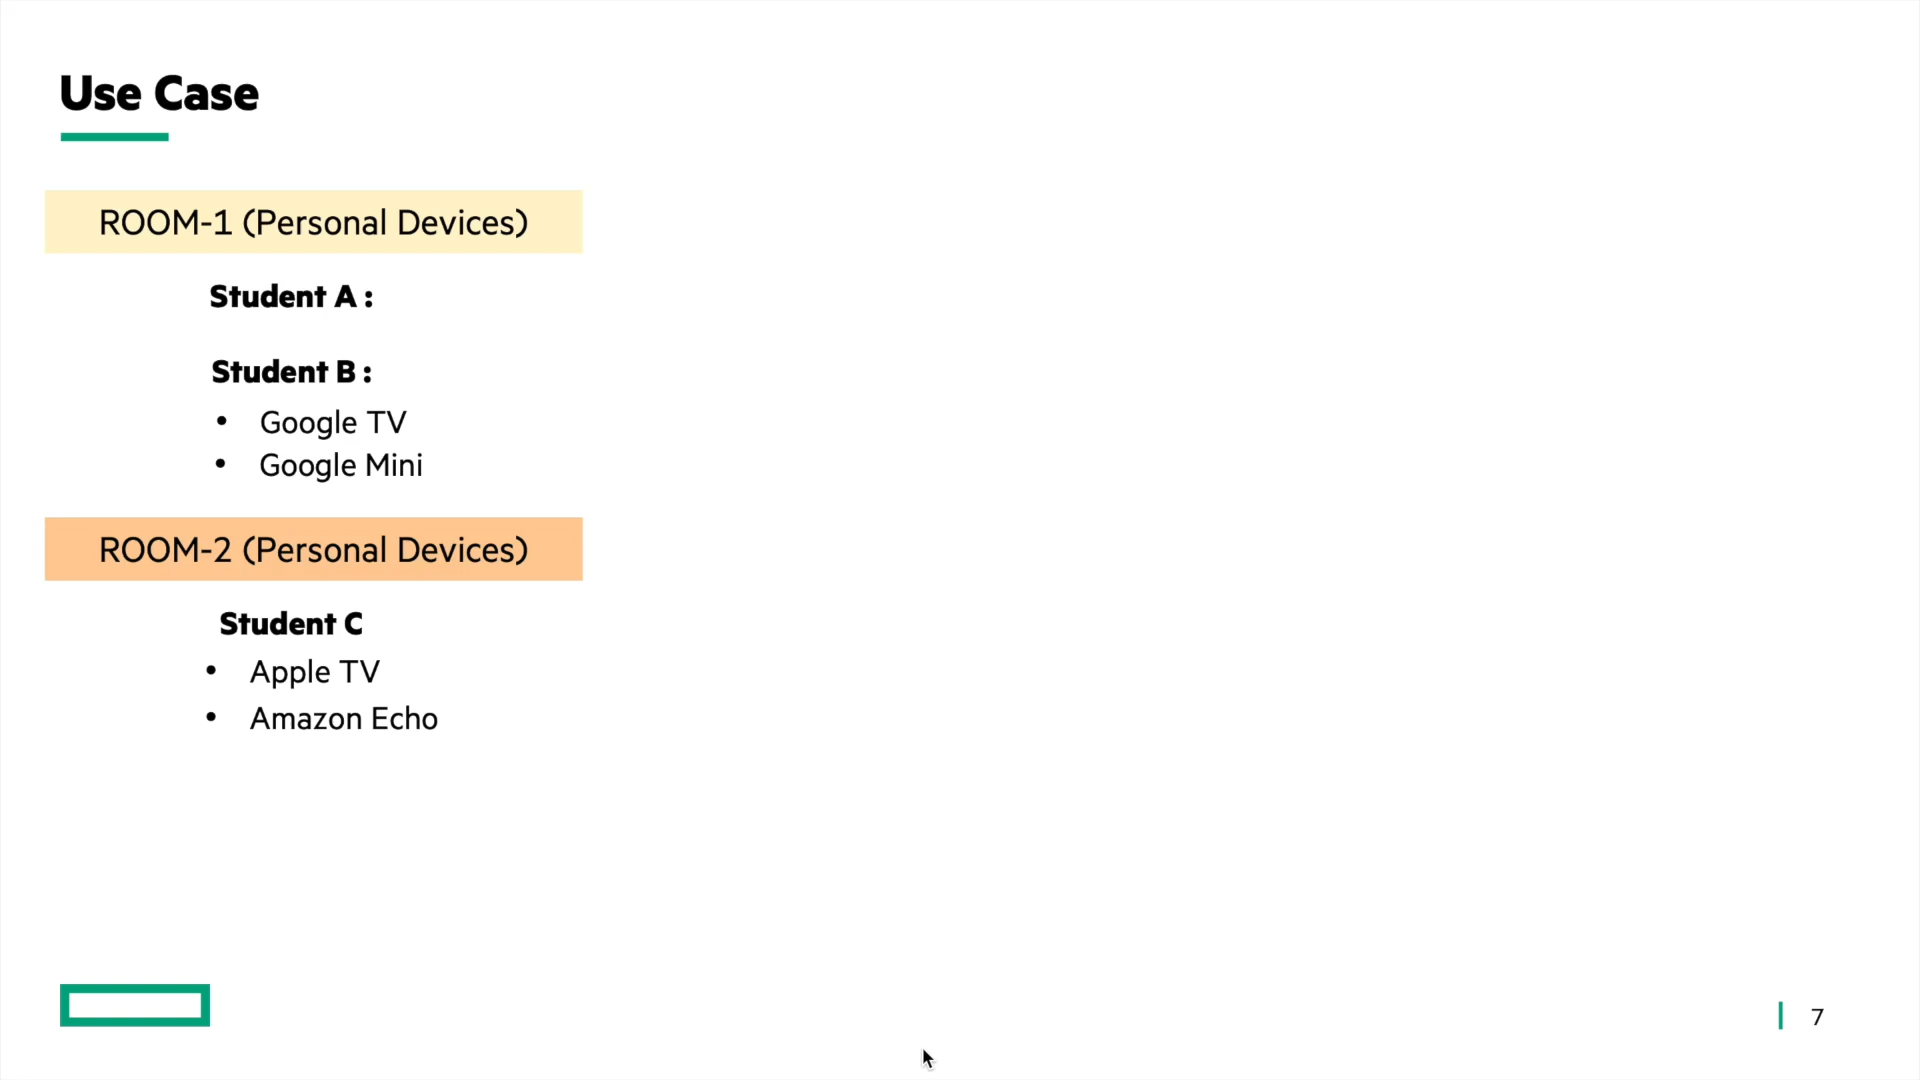 Use Case
ROOM-1 (Personal Devices)
Student A :
Student B :
• Google TV
• Google Mini
ROOM-2 (Personal Devices)
Student C
• Apple TV
• Amazon Echo
7